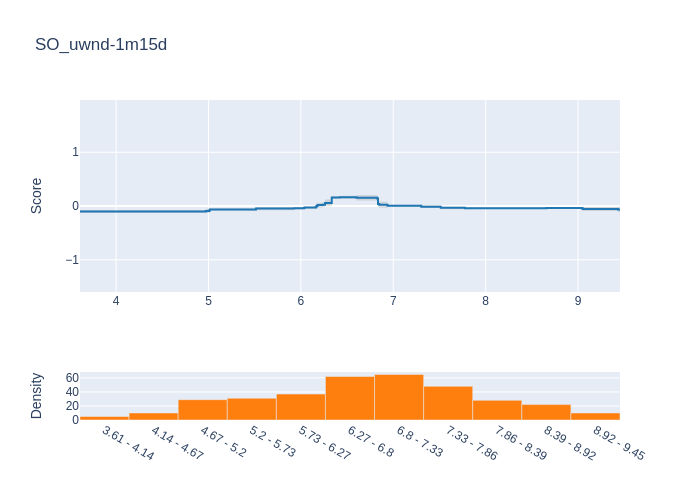 SO_uwnd-1m15d
Score
1
0
−1
4 5 6 7 8 9
Density
60
40
20
0
3.61 - 4.14
4.14 - 4.67
4.67 - 5.2
5.2 - 5.73
5.73 - 6.27
6.27 - 6.8
6.8 - 7.33
7.33 - 7.86
7.86 - 8.39
8.39 - 8.92
8.92 - 9.45